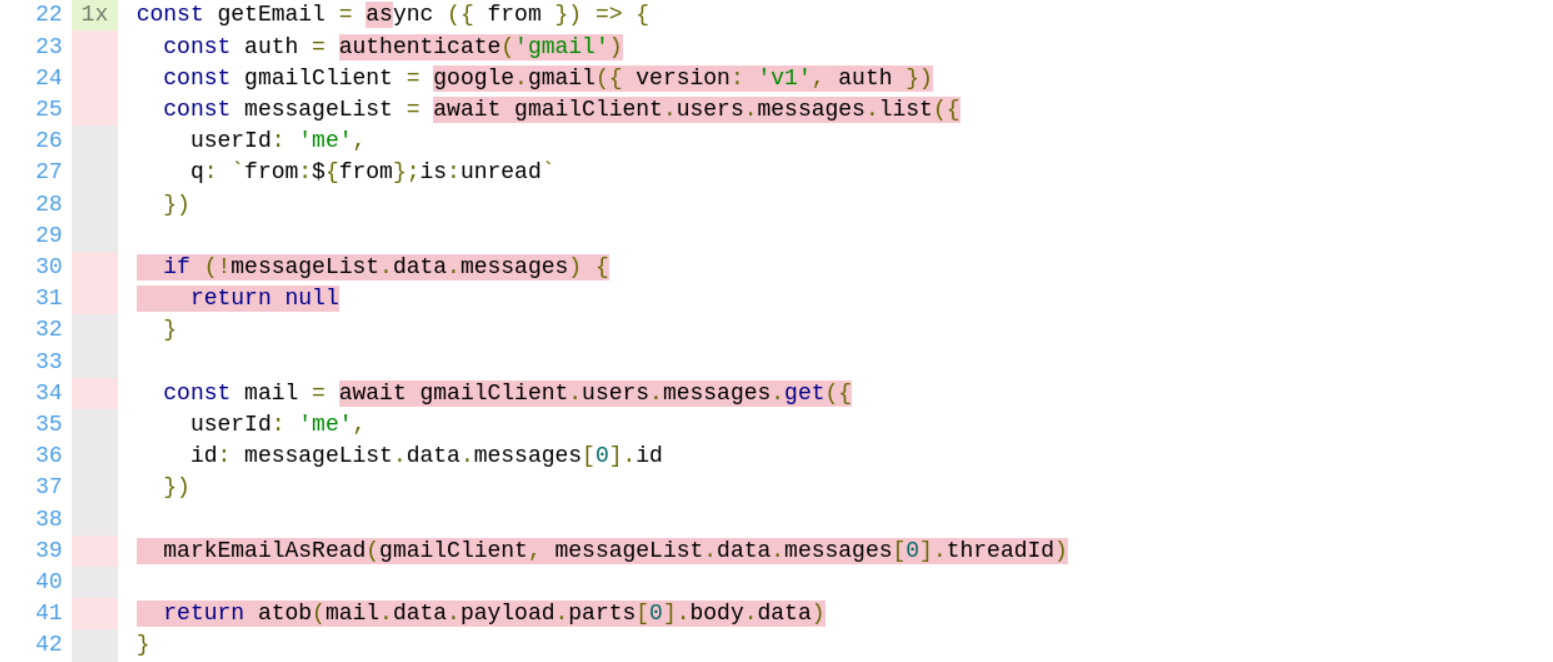 22 1x const getEmail = async ({ from }) => {
23 const auth = authenticate('gmail')
24 const gmailClient = google.gmail({ version: 'v1', auth })
25 const messageList = await gmailClient.users.messages.list({
26 userId: 'me',
27 q: `from:${from};is:unread`
28 })
29
30 if (!messageList.data.messages) {
31 return null
32 }
33
34 const mail = await gmailClient.users.messages.get({
35 userId: 'me',
36 id: messageList.data.messages[0].id
37 })
38
39 markEmailAsRead(gmailClient, messageList.data.messages[0].threadId)
40
41 return atob(mail.data.payload.parts[0].body.data)
42 }